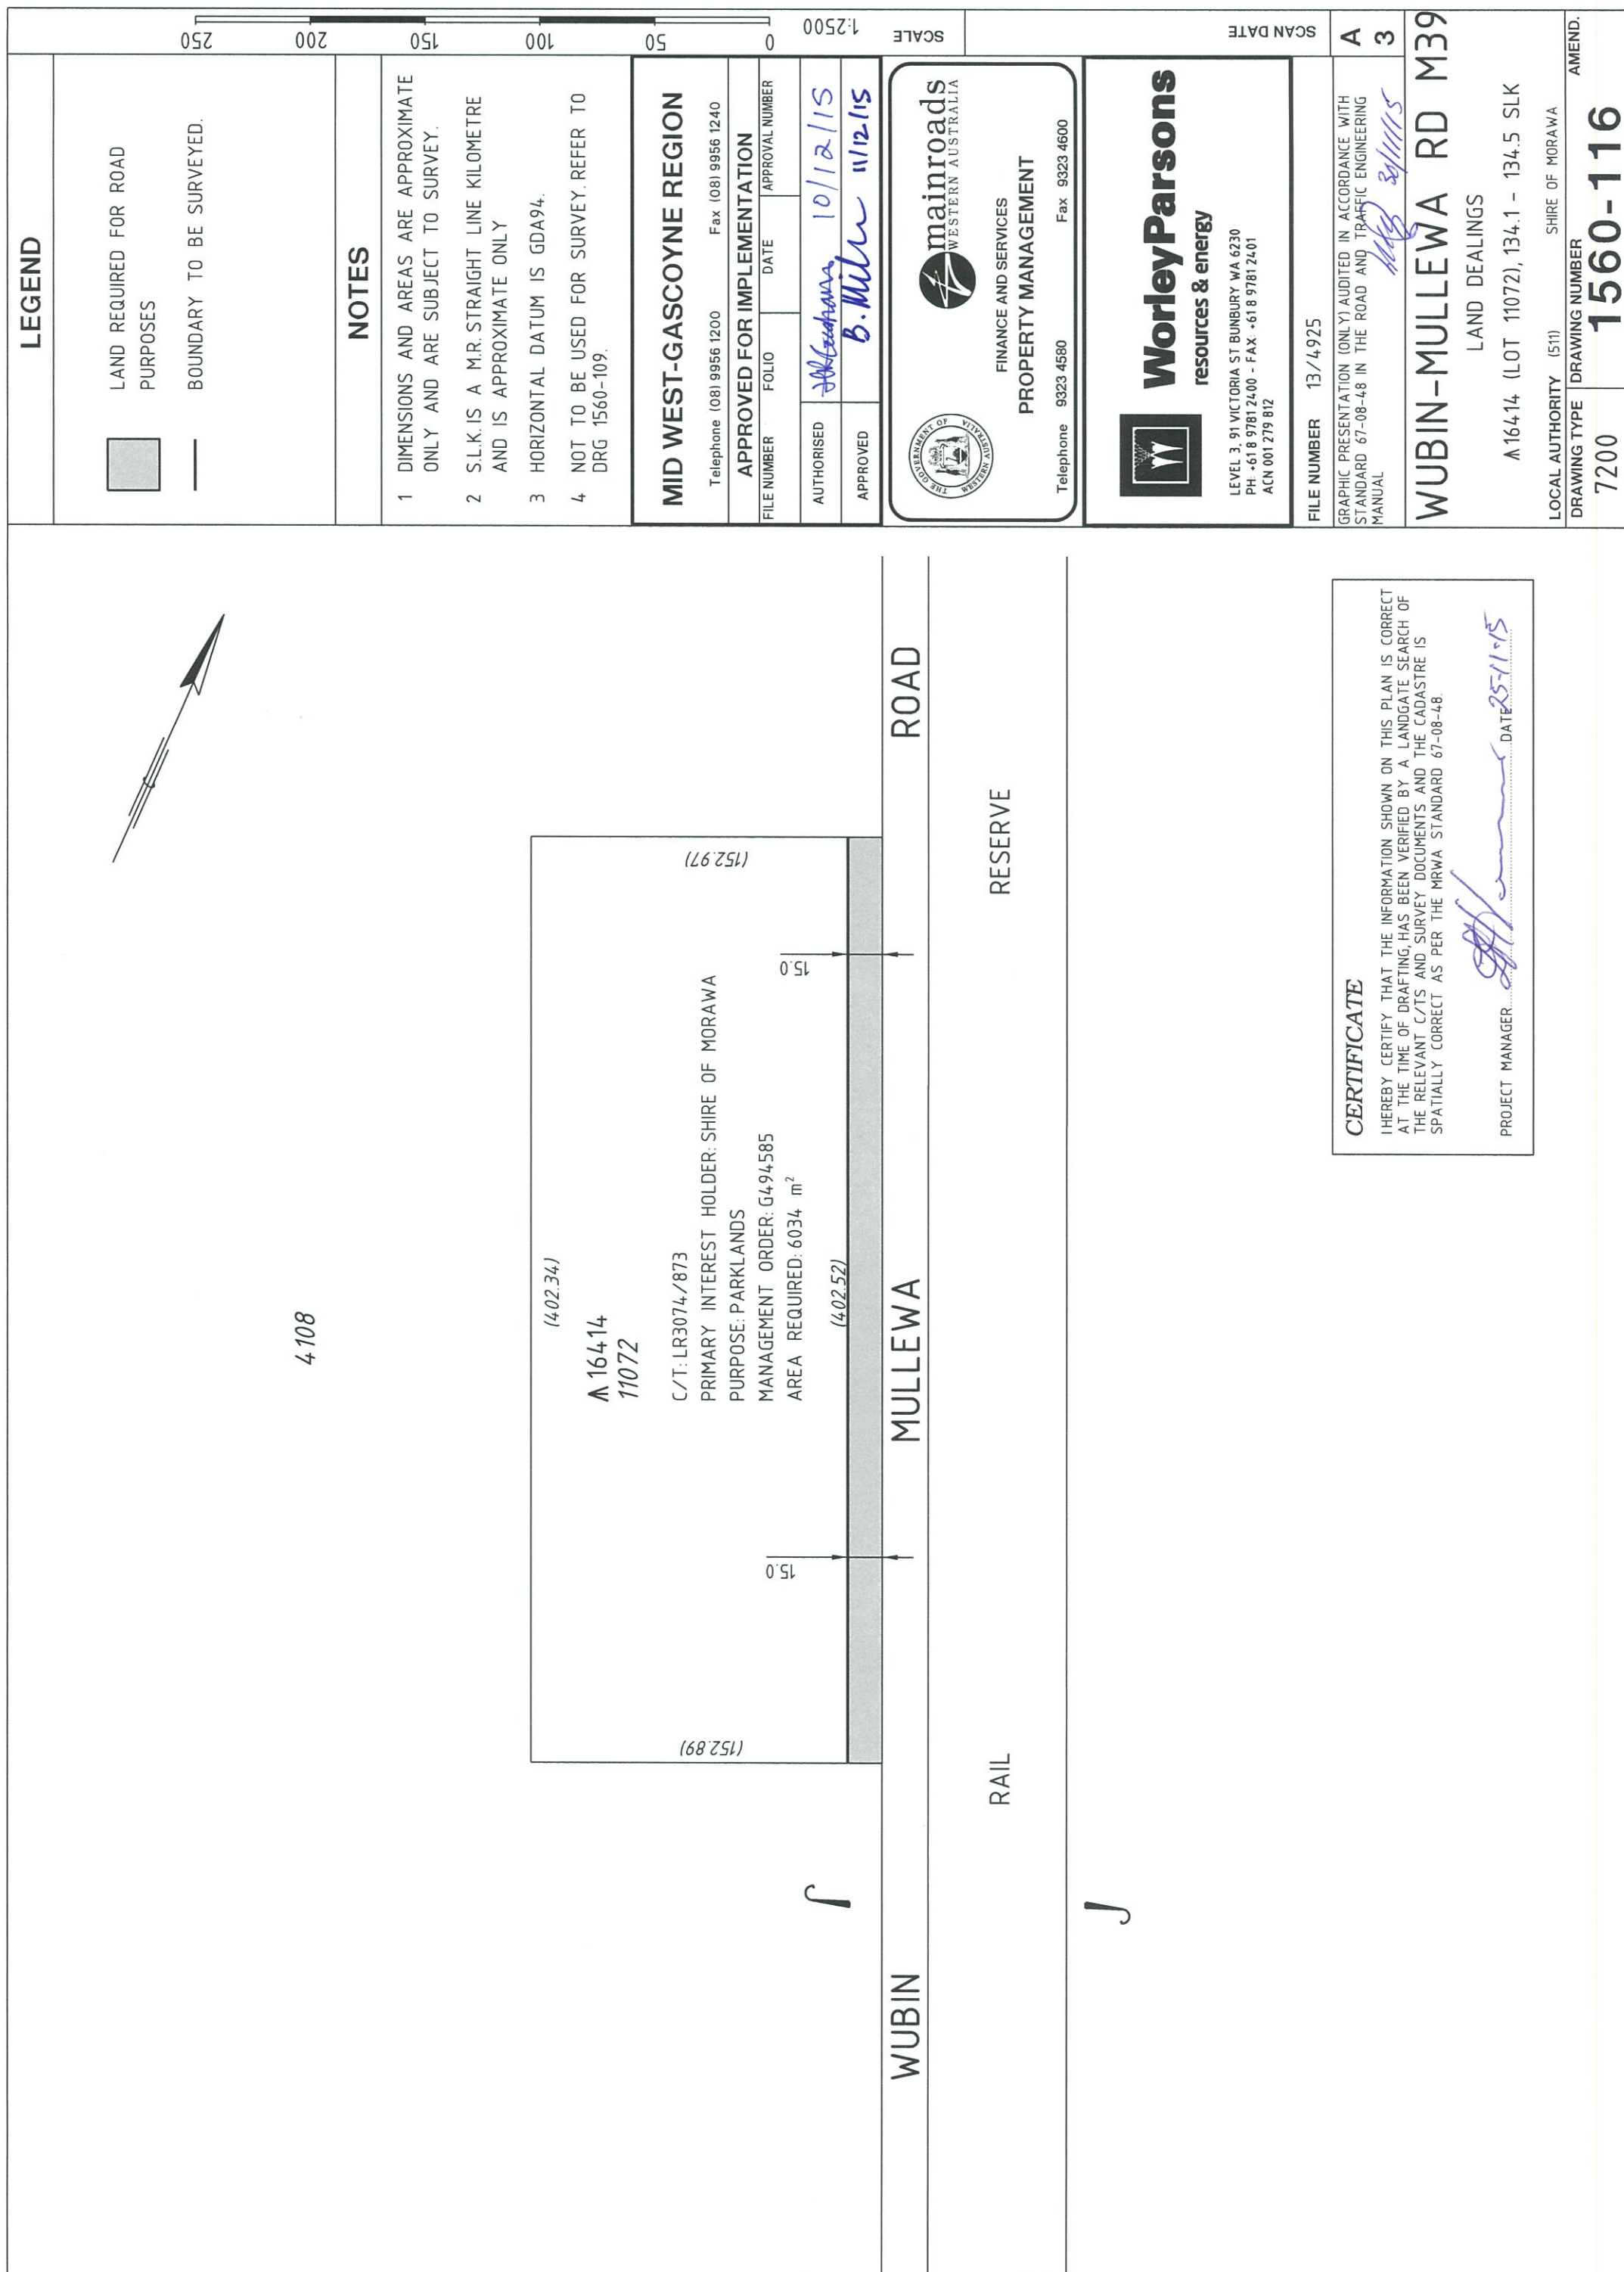 4108
(402.34)
⩚ 16414
11072
C/T: LR3074/873
PRIMARY INTEREST HOLDER: SHIRE OF MORAWA
PURPOSE: PARKLANDS
MANAGEMENT ORDER: G494585
AREA REQUIRED: 6034 m²
(402.52)
(152.89)
(152.97)
15.0
15.0
WUBIN MULLEWA ROAD
RAIL RESERVE
CERTIFICATE
I HEREBY CERTIFY THAT THE INFORMATION SHOWN ON THIS PLAN IS CORRECT
AT THE TIME OF DRAFTING, HAS BEEN VERIFIED BY A LANDGATE SEARCH OF
THE RELEVANT C/TS AND SURVEY DOCUMENTS AND THE CADASTRE IS
SPATIALLY CORRECT AS PER THE MRWA STANDARD 67-08-48.
PROJECT MANAGER DATE 25-11-15
LEGEND
LAND REQUIRED FOR ROAD
PURPOSES
BOUNDARY TO BE SURVEYED.
NOTES
1 DIMENSIONS AND AREAS ARE APPROXIMATE
ONLY AND ARE SUBJECT TO SURVEY.
2 S.L.K. IS A M.R. STRAIGHT LINE KILOMETRE
AND IS APPROXIMATE ONLY
3 HORIZONTAL DATUM IS GDA94.
4 NOT TO BE USED FOR SURVEY. REFER TO
DRG 1560-109.
MID WEST-GASCOYNE REGION
Telephone (08) 9956 1200 Fax (08) 9956 1240
APPROVED FOR IMPLEMENTATION
FILE NUMBER FOLIO DATE APPROVAL NUMBER
AUTHORISED 10/12/15
APPROVED B. Miln 11/12/15
THE GOVERNMENT OF WESTERN AUSTRALIA
mainroads
WESTERN AUSTRALIA
FINANCE AND SERVICES
PROPERTY MANAGEMENT
Telephone 9323 4580 Fax 9323 4600
WorleyParsons
resources & energy
LEVEL 3, 91 VICTORIA ST BUNBURY WA 6230
PH: +61 8 9781 2400 - FAX: +61 8 9781 2401
ACN 001 279 812
FILE NUMBER 13/4925
GRAPHIC PRESENTATION (ONLY) AUDITED IN ACCORDANCE WITH
STANDARD 67-08-48 IN THE ROAD AND TRAFFIC ENGINEERING
MANUAL
30/11/15
A
3
WUBIN-MULLEWA RD M39
LAND DEALINGS
⩚ 16414 (LOT 11072), 134.1 - 134.5 SLK
LOCAL AUTHORITY (511) SHIRE OF MORAWA
DRAWING TYPE DRAWING NUMBER AMEND.
7200 1560-116
250 200 150 100 50 0
1:2500
SCALE
SCAN DATE